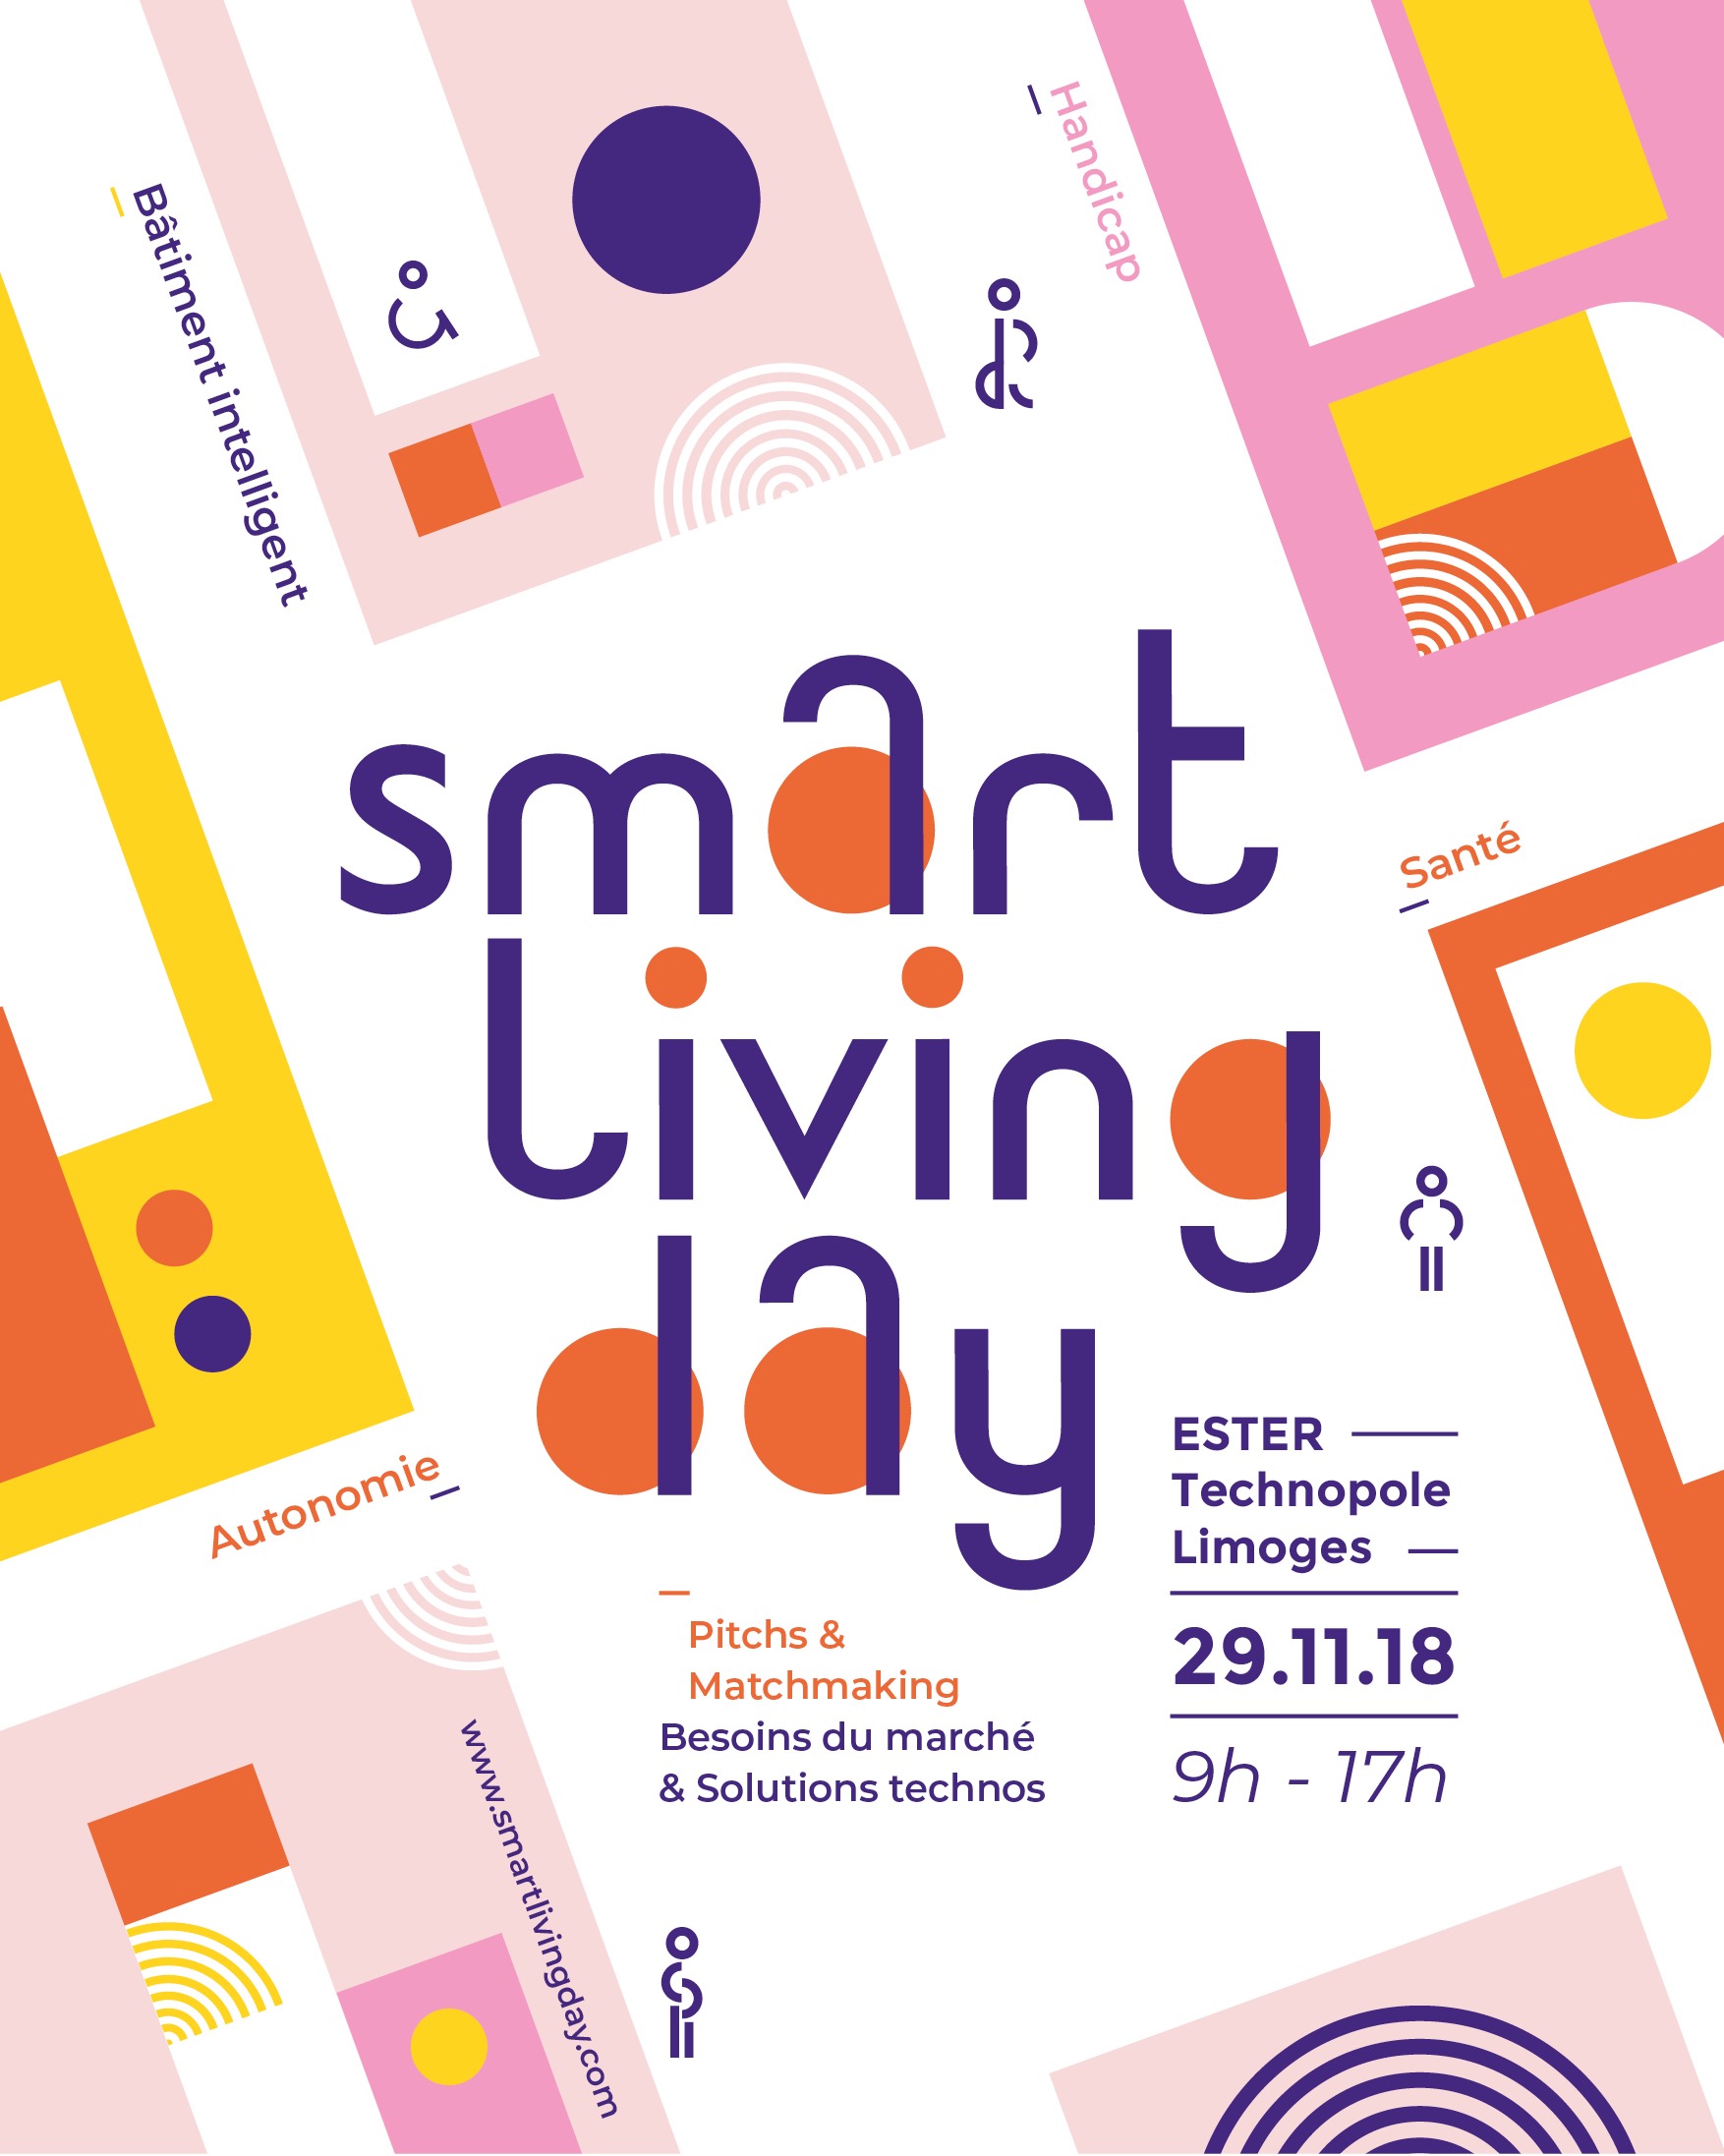 Handicap
Bâtiment intelligent
smart
living
day
Santé
Autonomie
ESTER
Technopole
Limoges
29.11.18
9h - 17h
Pitchs &
Matchmaking
Besoins du marché
& Solutions technos
www.smartlivingday.com